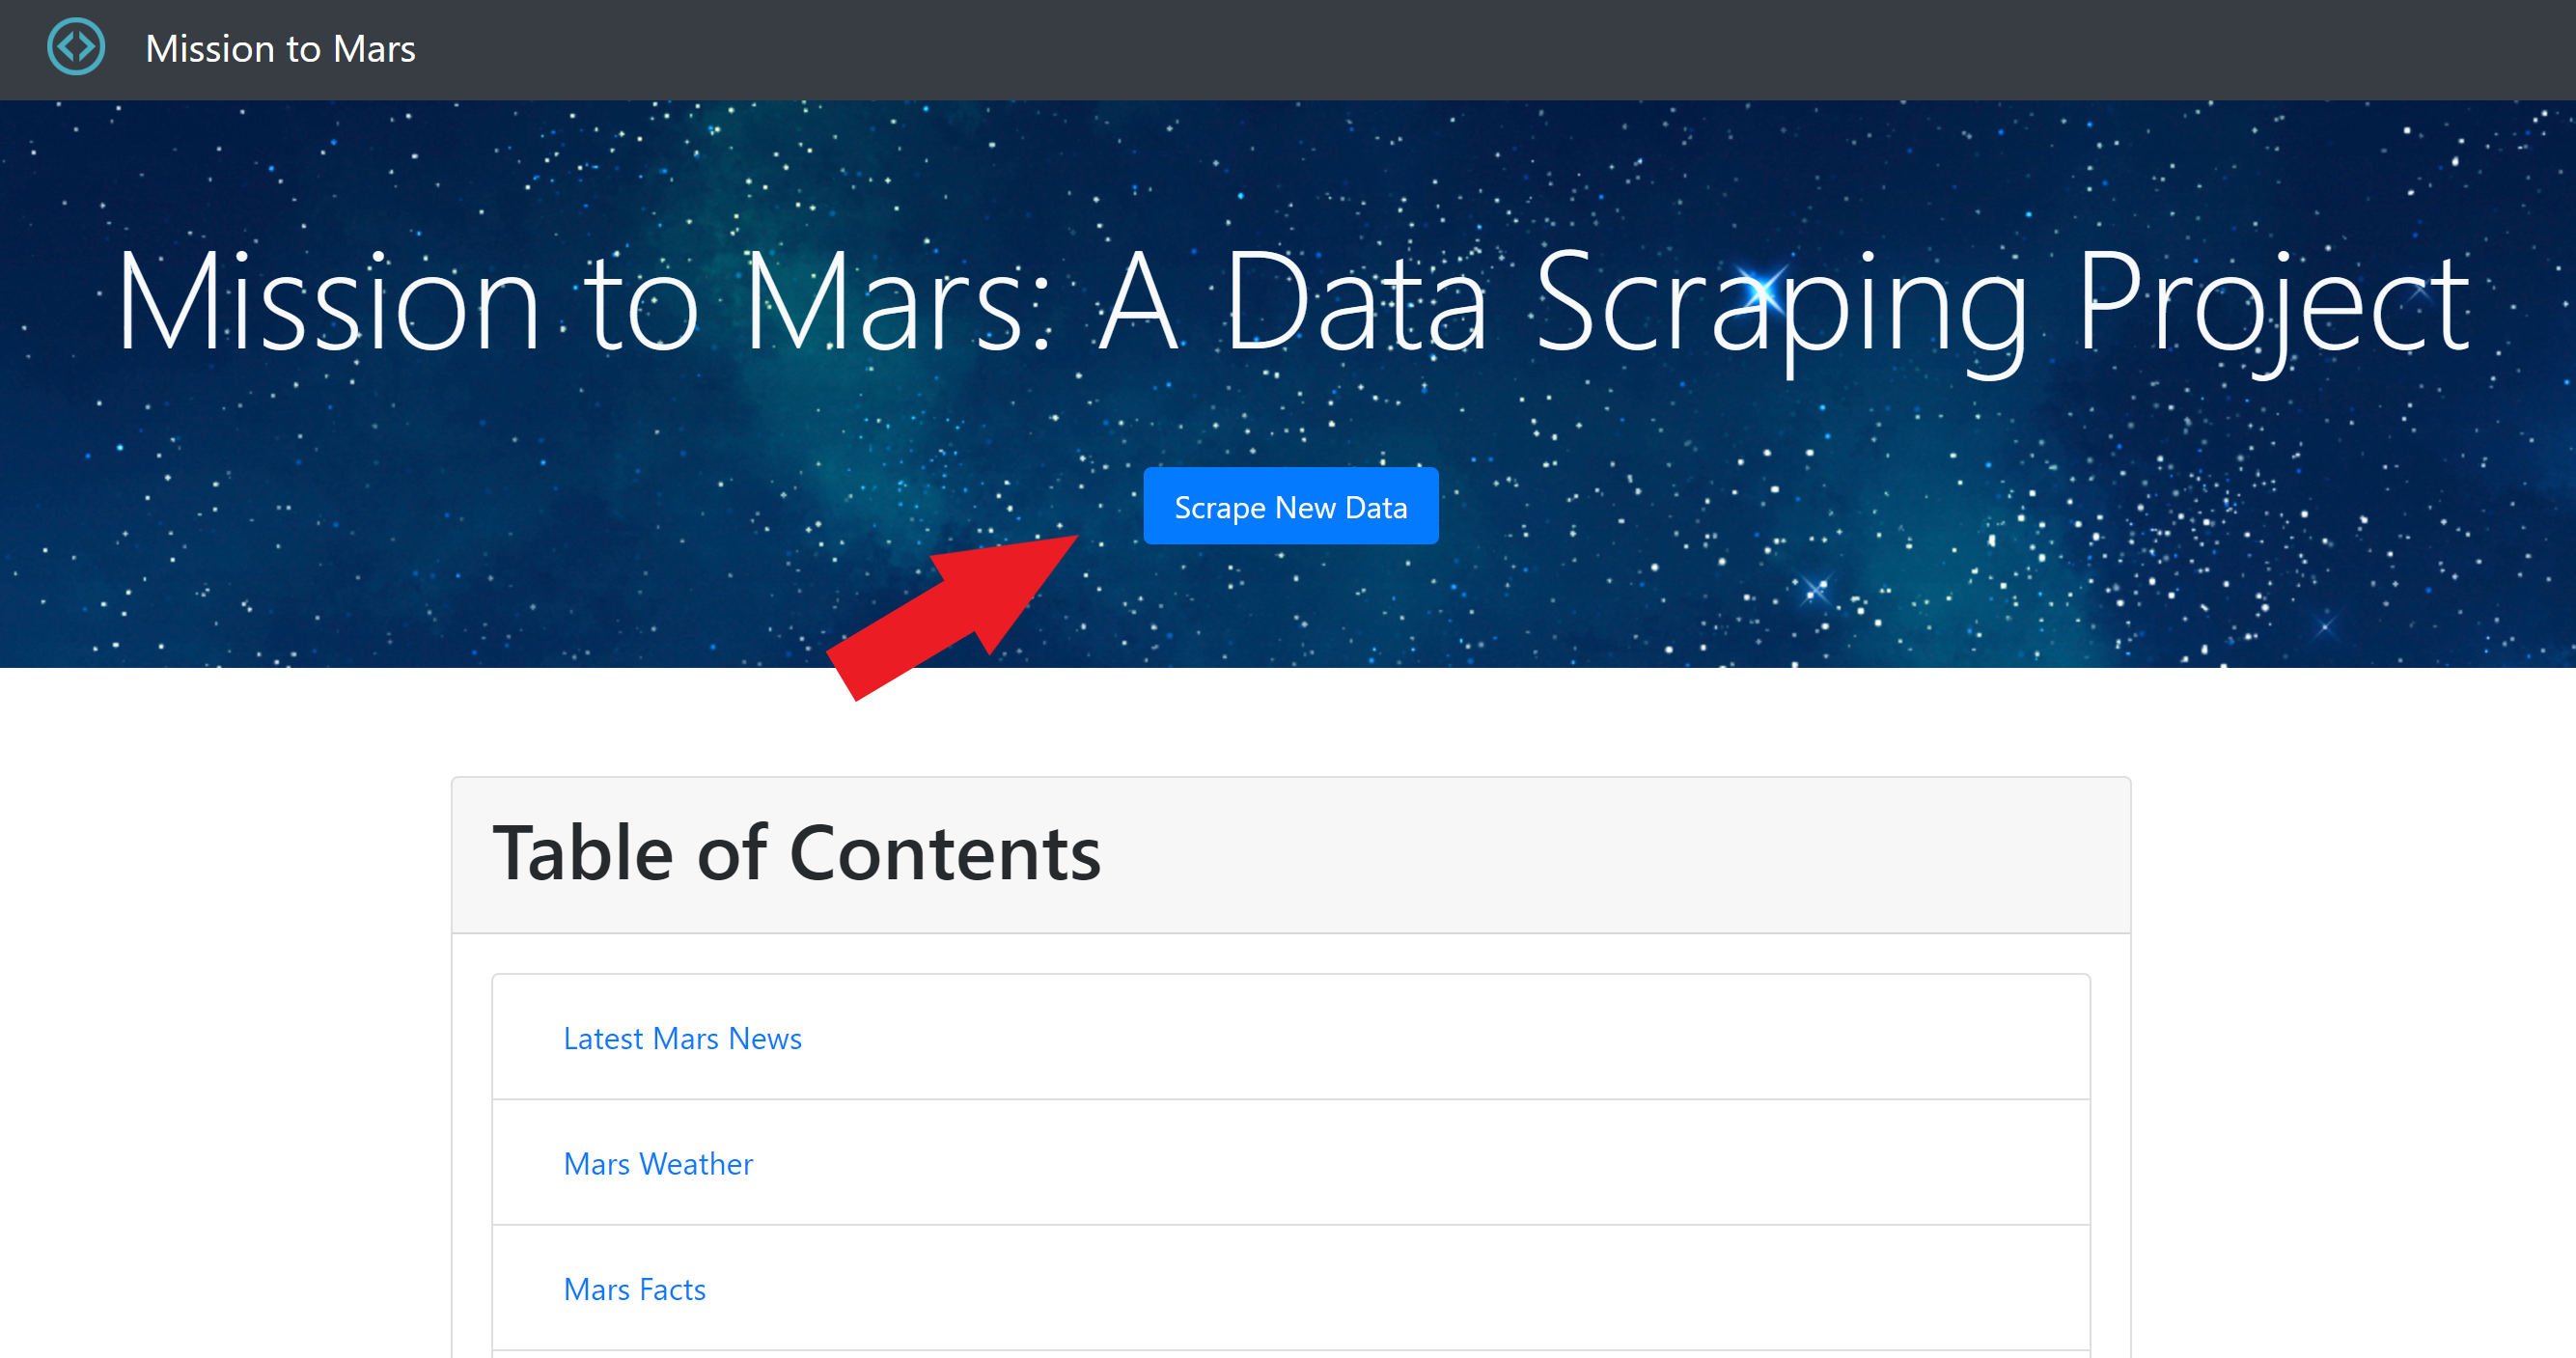 Mission to Mars
Mission to Mars: A Data Scraping Project
Scrape New Data
Table of Contents
Latest Mars News
Mars Weather
Mars Facts